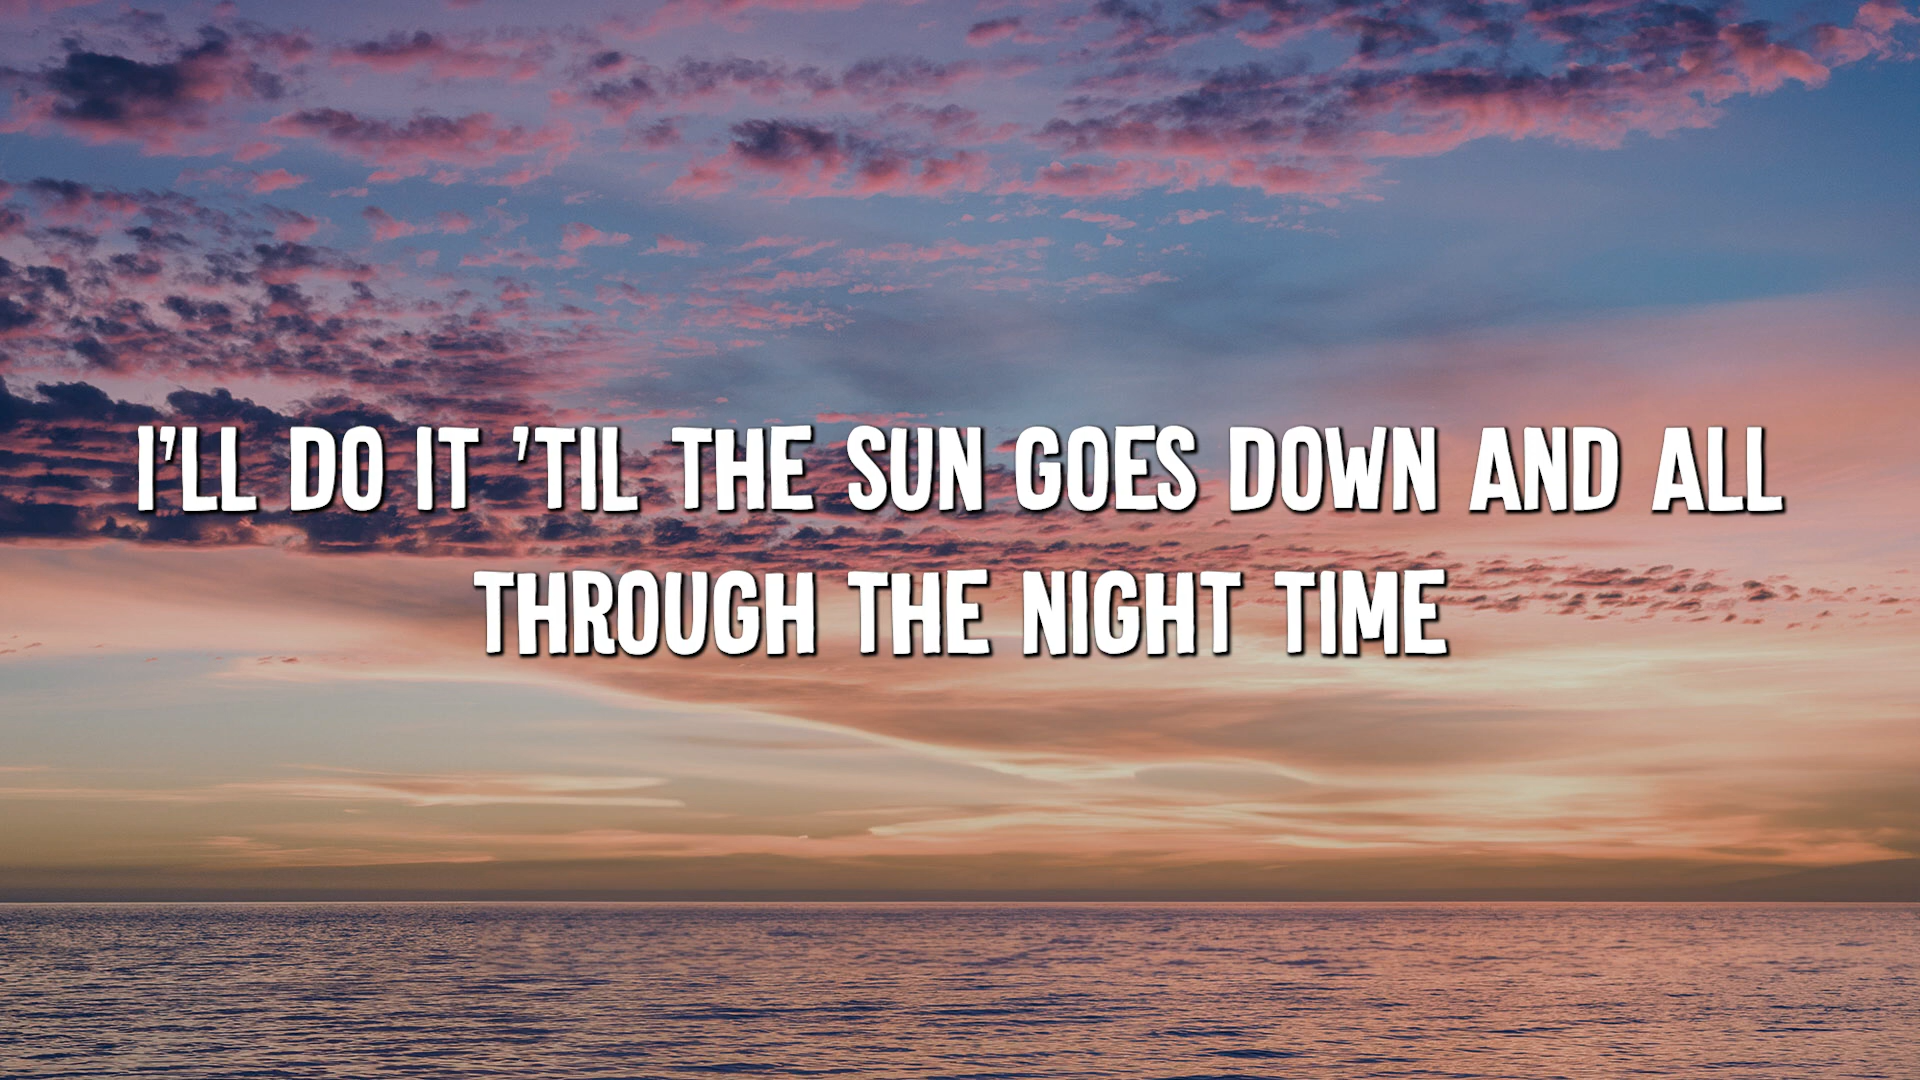 I'LL DO IT 'TIL THE SUN GOES DOWN AND ALL
THROUGH THE NIGHT TIME